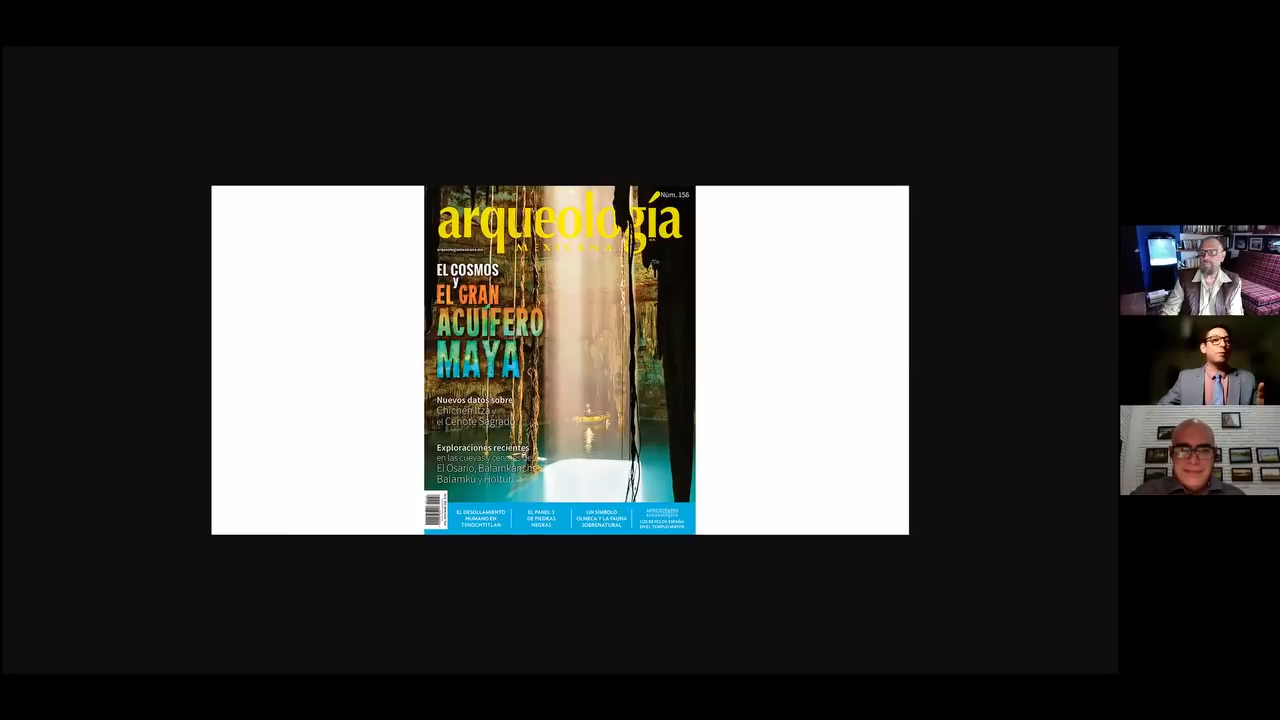 Núm. 156
arqueología
MEXICANA
arqueologiamexicana.mx
EL COSMOS
y
EL GRAN
ACUÍFERO
MAYA
Nuevos datos sobre
Chichén Itzá y
el Cenote Sagrado
Exploraciones recientes
en las cuevas y cenotes de
El Osario, Balamkanché,
Balamkú y Holtún
EL DESOLLAMIENTO
HUMANO EN
TENOCHTITLAN
EL PANEL 3
DE PIEDRAS
NEGRAS
UN SÍMBOLO
OLMECA Y LA FAUNA
SOBRENATURAL
LOS REYES DE ESPAÑA
EN EL TEMPLO MAYOR